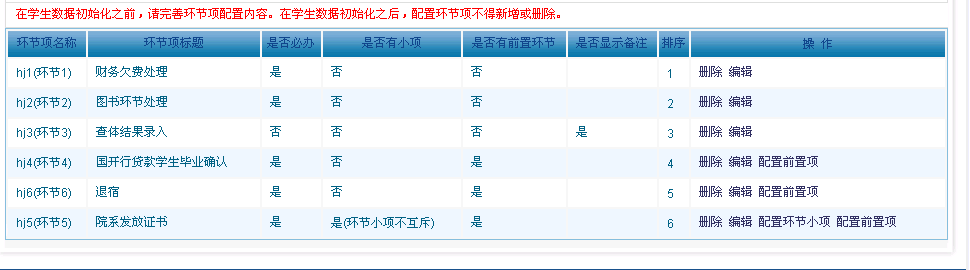 在学生数据初始化之前，请完善环节项配置内容。在学生数据初始化之后，配置环节项不得新增或删除。
环节项名称 环节项标题 是否必办 是否有小项 是否有前置环节 是否显示备注 排序 操 作
hj1(环节1) 财务欠费处理 是 否 否 1 删除 编辑
hj2(环节2) 图书环节处理 是 否 否 2 删除 编辑
hj3(环节3) 查体结果录入 否 否 否 是 3 删除 编辑
hj4(环节4) 国开行贷款学生毕业确认 是 否 是 4 删除 编辑 配置前置项
hj6(环节6) 退宿 是 否 是 5 删除 编辑 配置前置项
hj5(环节5) 院系发放证书 是 是(环节小项不互斥) 是 6 删除 编辑 配置环节小项 配置前置项